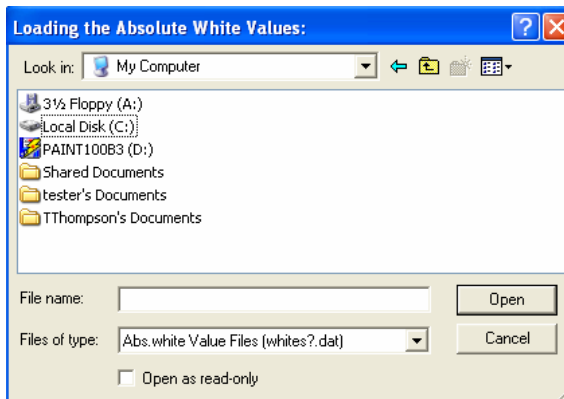 Loading the Absolute White Values:
Look in: My Computer
3½ Floppy (A:)
Local Disk (C:)
PAINT100B3 (D:)
Shared Documents
tester's Documents
TThompson's Documents
File name:
Open
Files of type: Abs.white Value Files (whites?.dat)
Cancel
Open as read-only